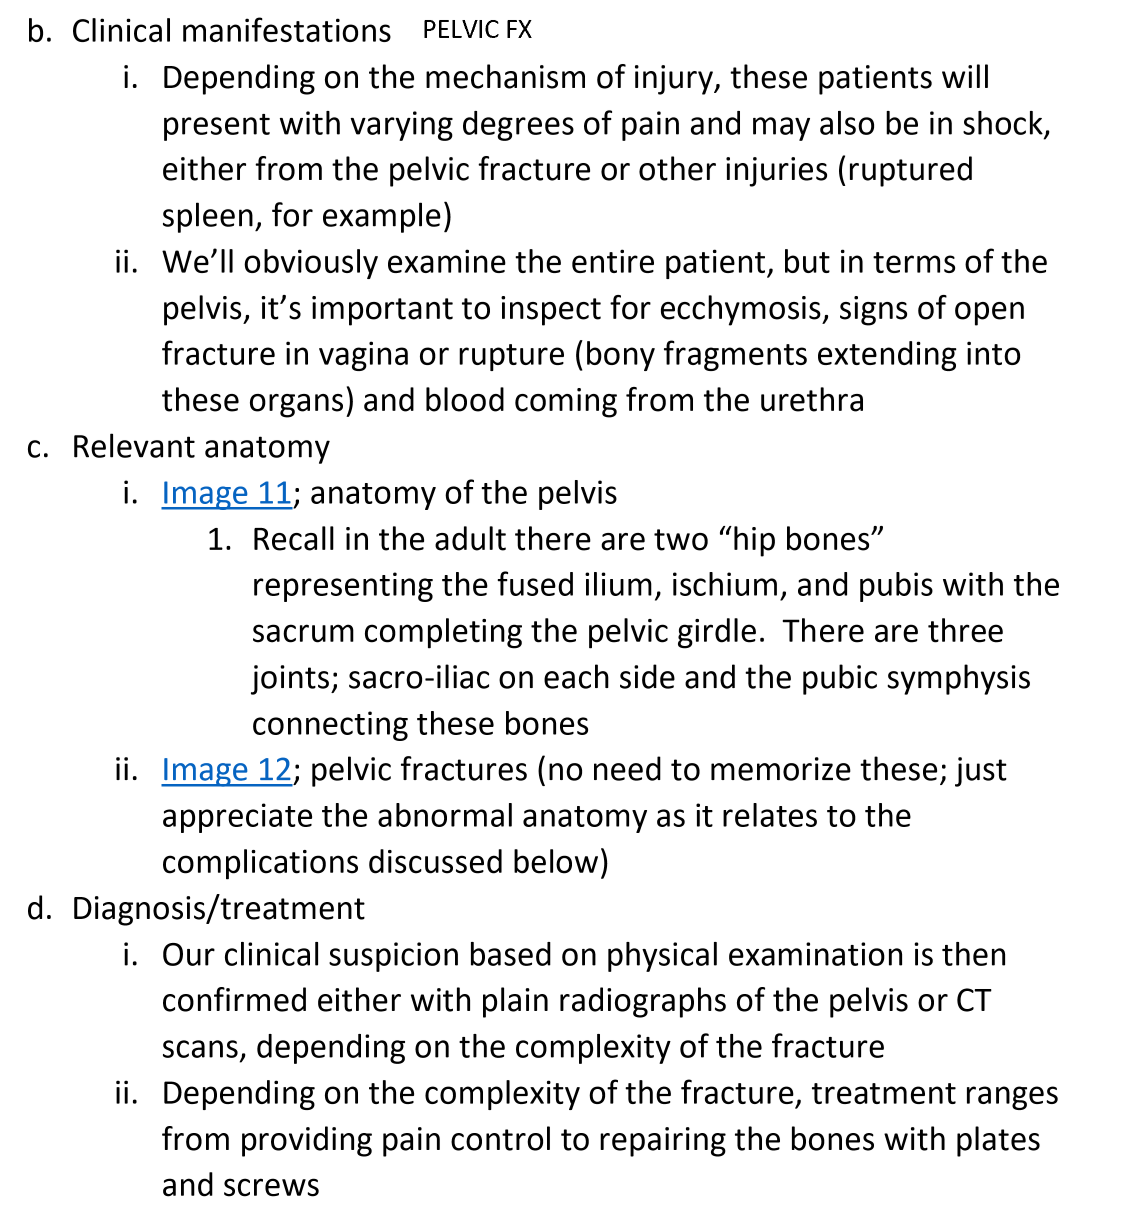 b. Clinical manifestations PELVIC FX
i. Depending on the mechanism of injury, these patients will
present with varying degrees of pain and may also be in shock,
either from the pelvic fracture or other injuries (ruptured
spleen, for example)
ii. We’ll obviously examine the entire patient, but in terms of the
pelvis, it’s important to inspect for ecchymosis, signs of open
fracture in vagina or rupture (bony fragments extending into
these organs) and blood coming from the urethra
c. Relevant anatomy
i. Image 11; anatomy of the pelvis
1. Recall in the adult there are two “hip bones”
representing the fused ilium, ischium, and pubis with the
sacrum completing the pelvic girdle.  There are three
joints; sacro-iliac on each side and the pubic symphysis
connecting these bones
ii. Image 12; pelvic fractures (no need to memorize these; just
appreciate the abnormal anatomy as it relates to the
complications discussed below)
d. Diagnosis/treatment
i. Our clinical suspicion based on physical examination is then
confirmed either with plain radiographs of the pelvis or CT
scans, depending on the complexity of the fracture
ii. Depending on the complexity of the fracture, treatment ranges
from providing pain control to repairing the bones with plates
and screws